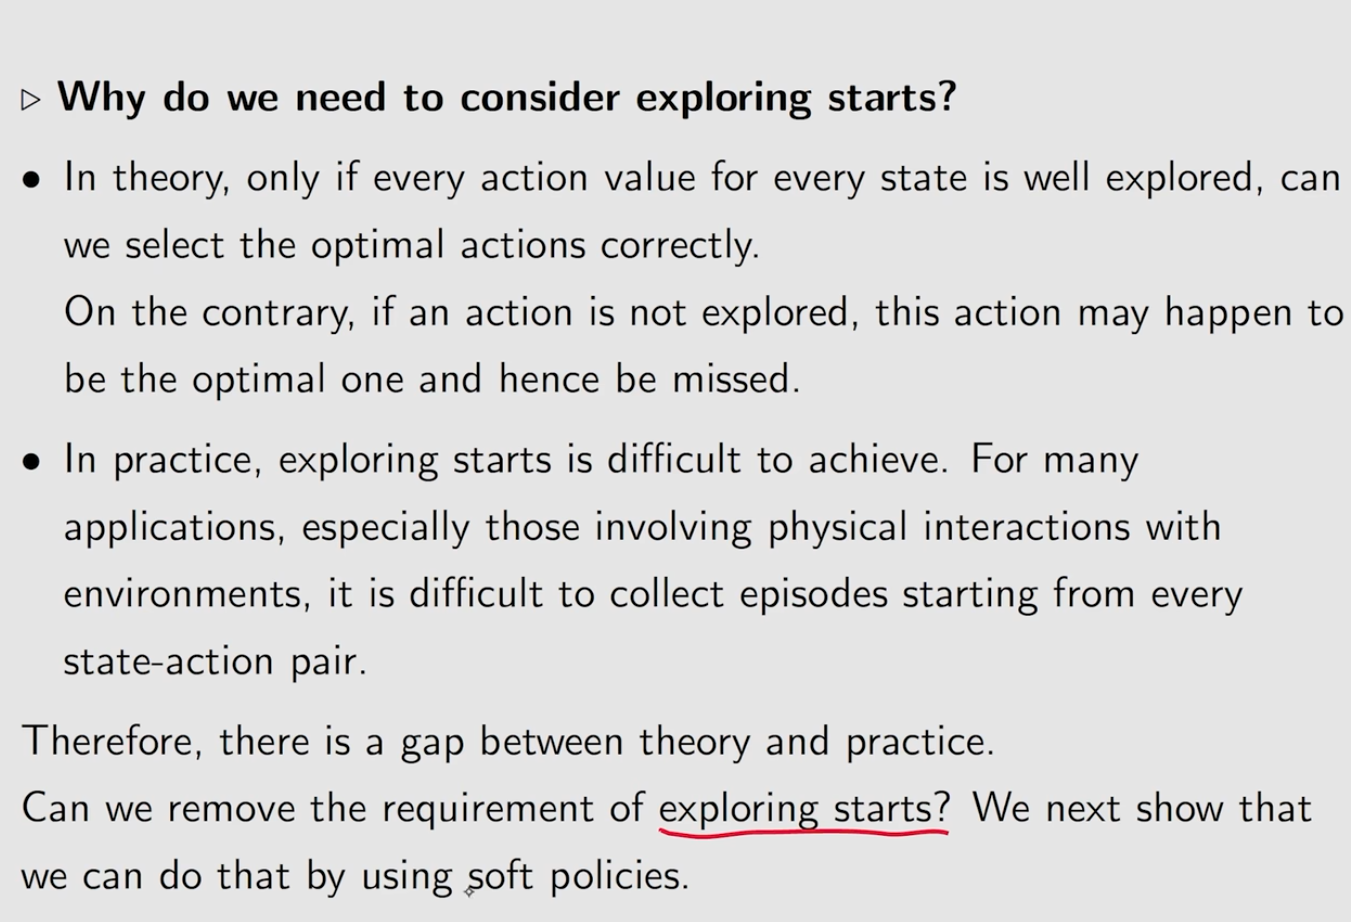 ▷ Why do we need to consider exploring starts?
• In theory, only if every action value for every state is well explored, can
we select the optimal actions correctly.
On the contrary, if an action is not explored, this action may happen to
be the optimal one and hence be missed.
• In practice, exploring starts is difficult to achieve. For many
applications, especially those involving physical interactions with
environments, it is difficult to collect episodes starting from every
state-action pair.
Therefore, there is a gap between theory and practice.
Can we remove the requirement of exploring starts? We next show that
we can do that by using soft policies.